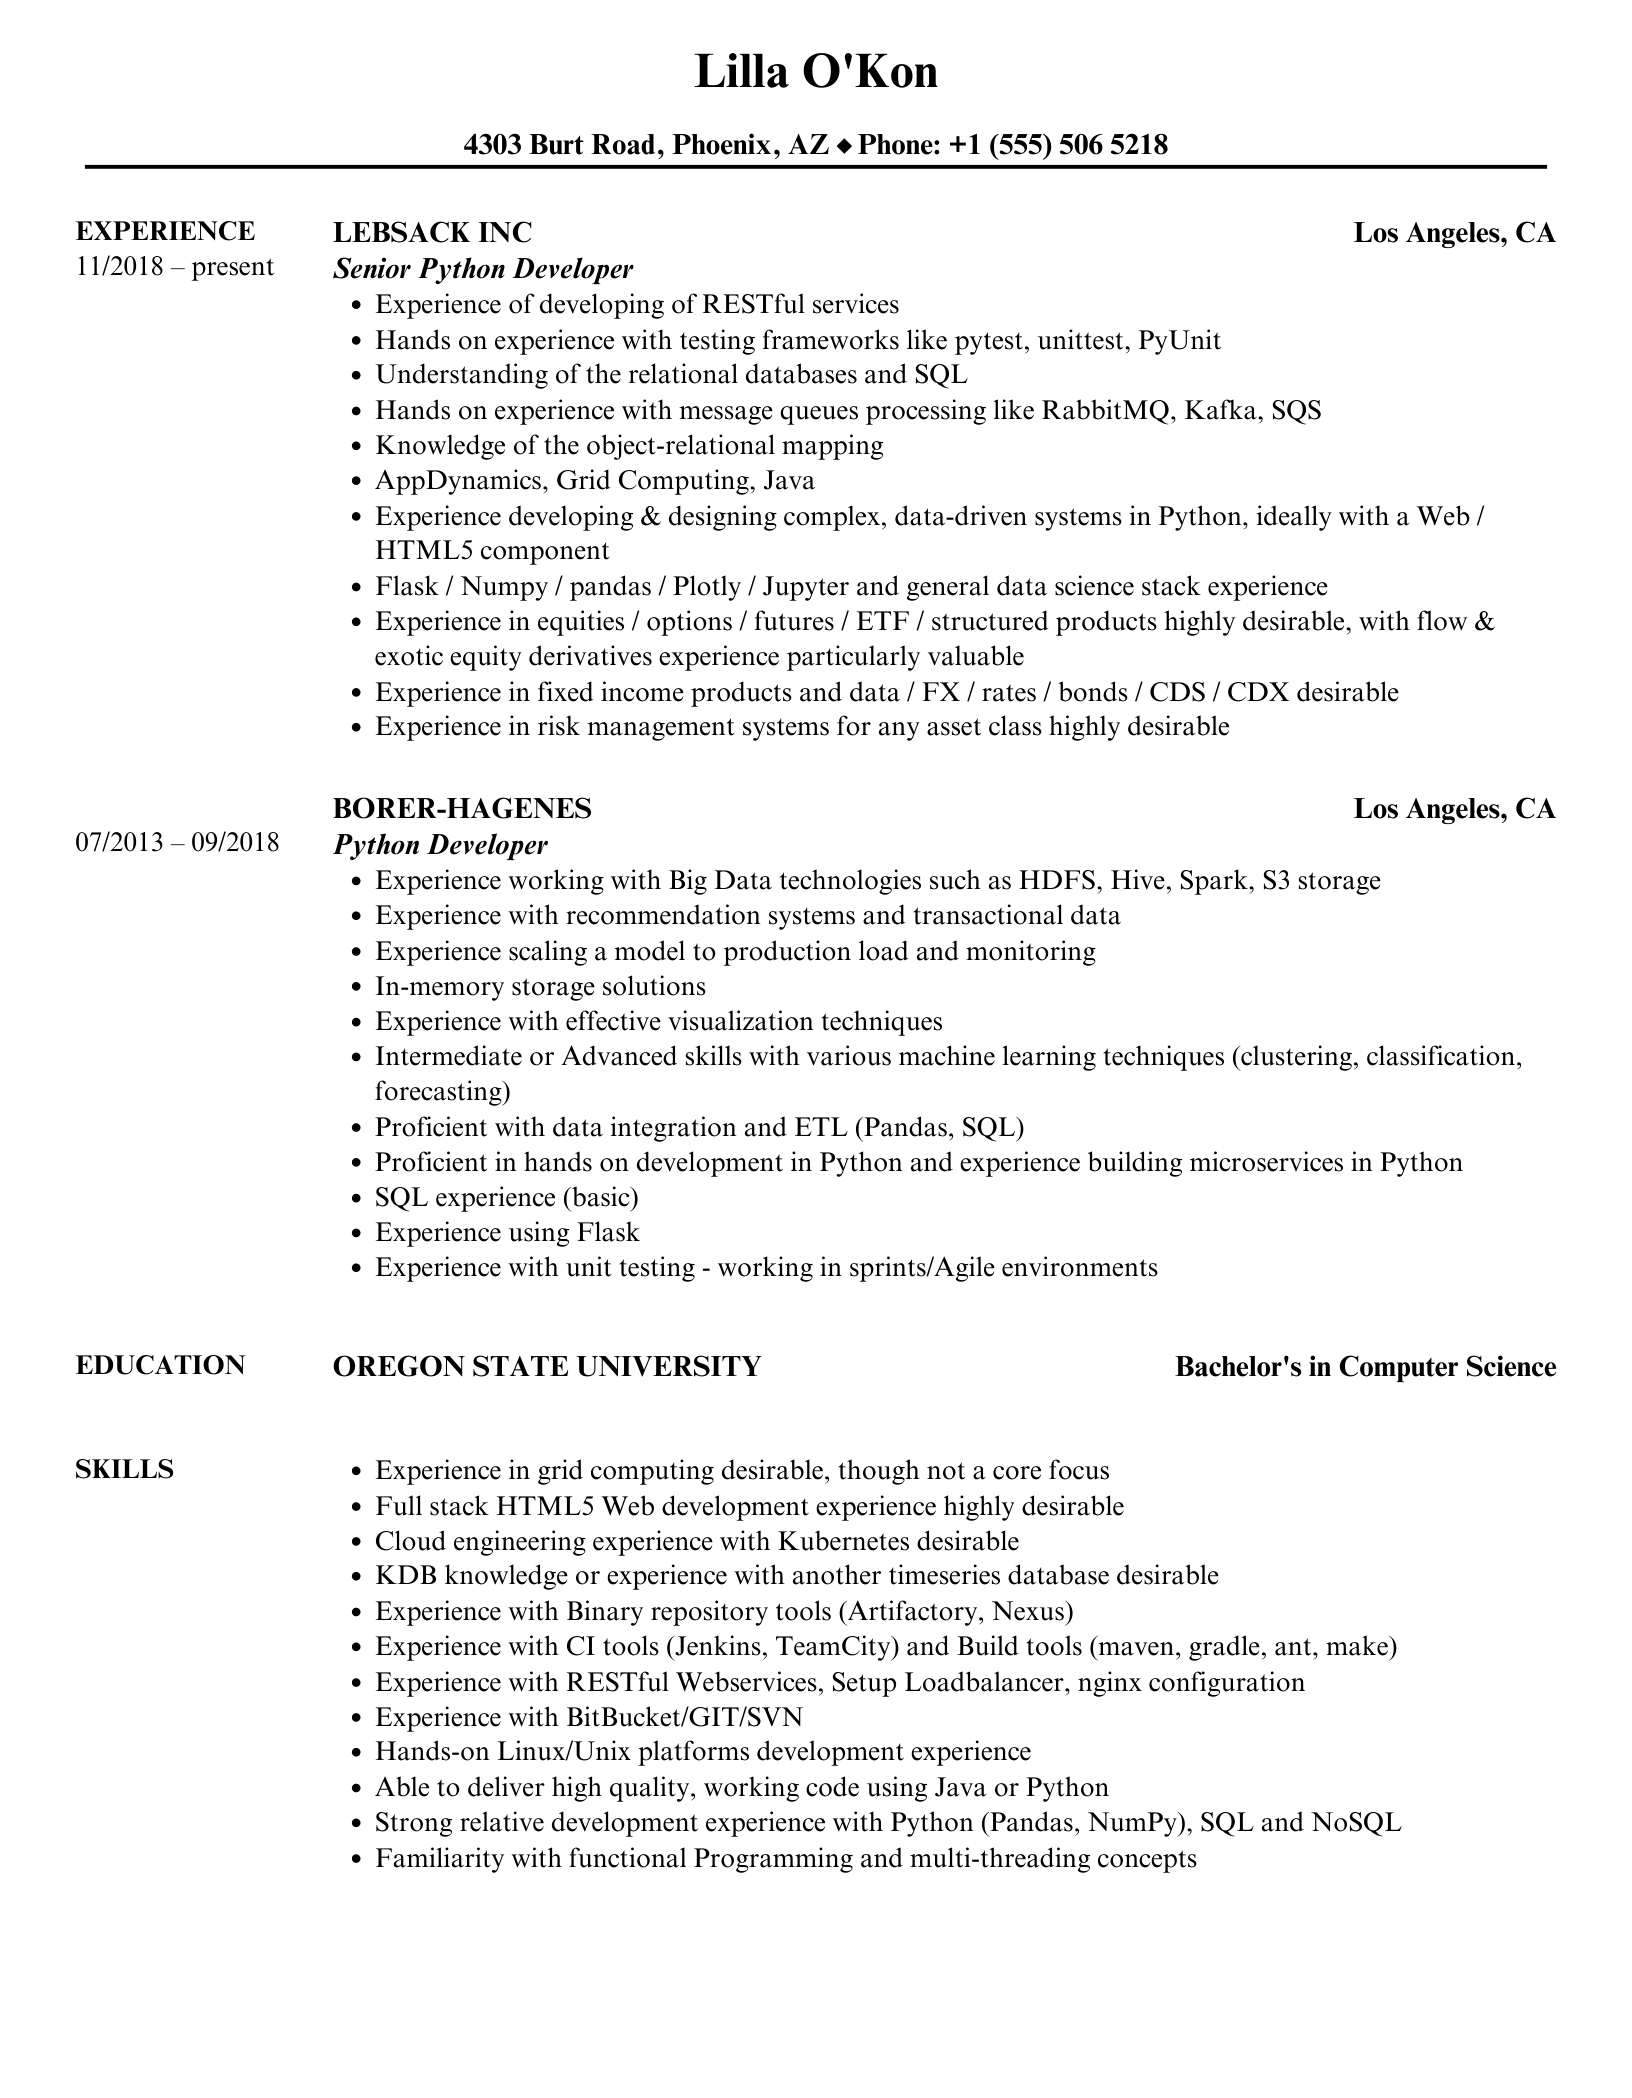 Lilla O'Kon
4303 Burt Road, Phoenix, AZ ◆ Phone: +1 (555) 506 5218
EXPERIENCE
LEBSACK INC
Los Angeles, CA
11/2018 – present
Senior Python Developer
• Experience of developing of RESTful services
• Hands on experience with testing frameworks like pytest, unittest, PyUnit
• Understanding of the relational databases and SQL
• Hands on experience with message queues processing like RabbitMQ, Kafka, SQS
• Knowledge of the object-relational mapping
• AppDynamics, Grid Computing, Java
• Experience developing & designing complex, data-driven systems in Python, ideally with a Web /
HTML5 component
• Flask / Numpy / pandas / Plotly / Jupyter and general data science stack experience
• Experience in equities / options / futures / ETF / structured products highly desirable, with flow &
exotic equity derivatives experience particularly valuable
• Experience in fixed income products and data / FX / rates / bonds / CDS / CDX desirable
• Experience in risk management systems for any asset class highly desirable
BORER-HAGENES
Los Angeles, CA
07/2013 – 09/2018
Python Developer
• Experience working with Big Data technologies such as HDFS, Hive, Spark, S3 storage
• Experience with recommendation systems and transactional data
• Experience scaling a model to production load and monitoring
• In-memory storage solutions
• Experience with effective visualization techniques
• Intermediate or Advanced skills with various machine learning techniques (clustering, classification,
forecasting)
• Proficient with data integration and ETL (Pandas, SQL)
• Proficient in hands on development in Python and experience building microservices in Python
• SQL experience (basic)
• Experience using Flask
• Experience with unit testing - working in sprints/Agile environments
EDUCATION
OREGON STATE UNIVERSITY
Bachelor's in Computer Science
SKILLS
• Experience in grid computing desirable, though not a core focus
• Full stack HTML5 Web development experience highly desirable
• Cloud engineering experience with Kubernetes desirable
• KDB knowledge or experience with another timeseries database desirable
• Experience with Binary repository tools (Artifactory, Nexus)
• Experience with CI tools (Jenkins, TeamCity) and Build tools (maven, gradle, ant, make)
• Experience with RESTful Webservices, Setup Loadbalancer, nginx configuration
• Experience with BitBucket/GIT/SVN
• Hands-on Linux/Unix platforms development experience
• Able to deliver high quality, working code using Java or Python
• Strong relative development experience with Python (Pandas, NumPy), SQL and NoSQL
• Familiarity with functional Programming and multi-threading concepts